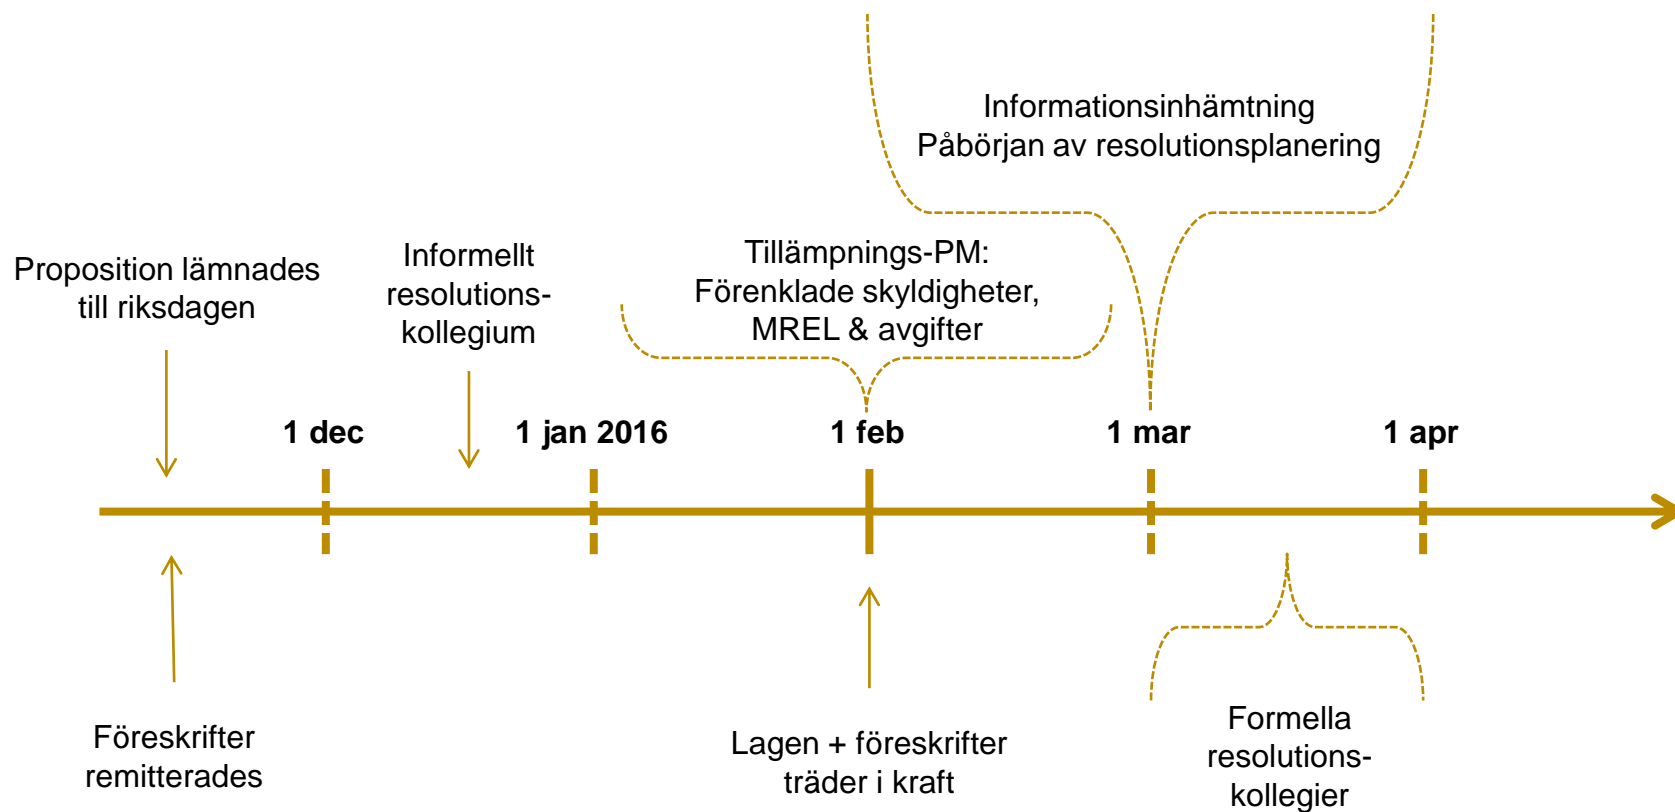 Informationsinhämtning
Påbörjan av resolutionsplanering
Proposition lämnades
till riksdagen
Informellt
resolutions-
kollegium
Tillämpnings-PM:
Förenklade skyldigheter,
MREL & avgifter
1 dec
1 jan 2016
1 feb
1 mar
1 apr
Föreskrifter
remitterades
Lagen + föreskrifter
träder i kraft
Formella
resolutions-
kollegier